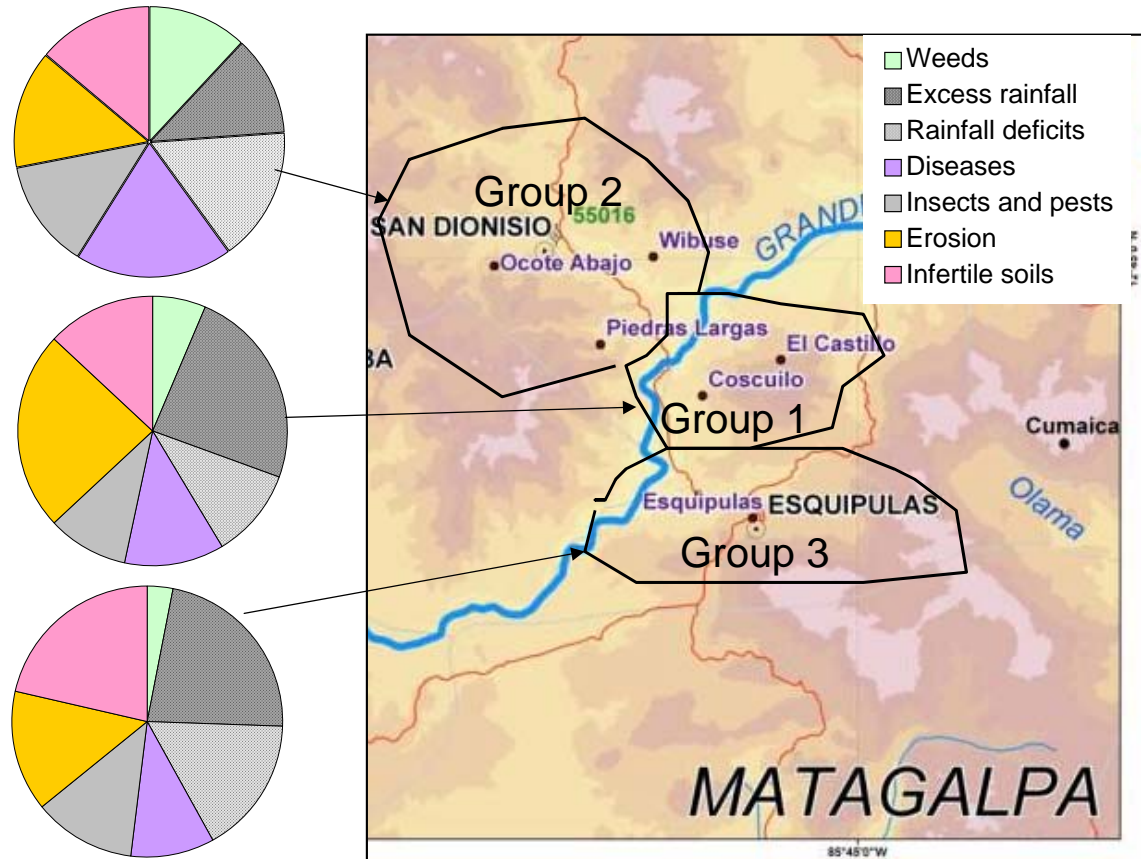 Weeds
Excess rainfall
Rainfall deficits
Diseases
Insects and pests
Erosion
Infertile soils
Group 2
55016
SAN DIONISIO
Wibuse
Ocote Abajo
Piedras Largas
El Castillo
BA
Coscuilo
Group 1
Cumaica
Olama
Esquipulas
ESQUIPULAS
Group 3
MATAGALPA
85°45'0"W